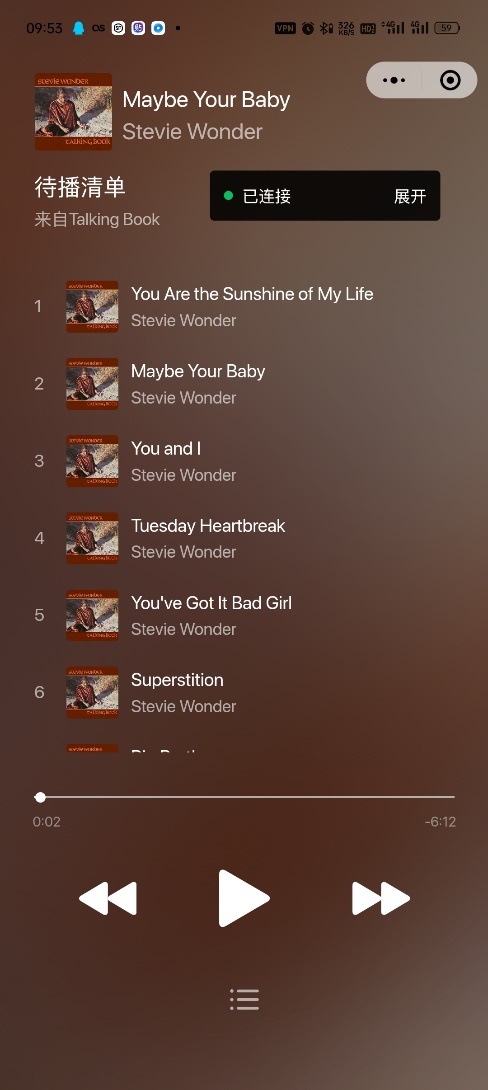 09:53
OS
VPN
326
KB/S
HD
4G
4G
59
STEVIE WONDER
TALKING BOOK
Maybe Your Baby
Stevie Wonder
待播清单
来自Talking Book
已连接
展开
1
You Are the Sunshine of My Life
Stevie Wonder
2
Maybe Your Baby
Stevie Wonder
3
You and I
Stevie Wonder
4
Tuesday Heartbreak
Stevie Wonder
5
You've Got It Bad Girl
Stevie Wonder
6
Superstition
Stevie Wonder
0:02
-6:12